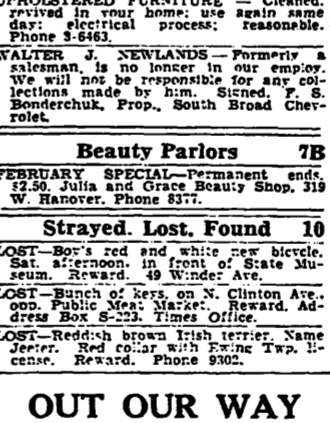 UPHOLSTERED FURNITURE — Cleaned,
revived in your home; use again same
day; electrical process; reasonable.
Phone 3-6463.
WALTER J. NEWLANDS—Formerly a
salesman, is no longer in our employ.
We will not be responsible for any col-
lections made by him. Signed. F. S.
Bonderchuk, Prop., South Broad Chev-
rolet.
Beauty Parlors 7B
FEBRUARY SPECIAL—Permanent ends,
$2.50. Julia and Grace Beauty Shop, 319
W. Hanover. Phone 8377.
Strayed, Lost, Found 10
LOST—Boy's red and white new bicycle,
Sat. afternoon, in front of State Mu-
seum. Reward. 49 Winder Ave.
LOST—Bunch of keys, on N. Clinton Ave.,
opp. Public Meat Market. Reward. Ad-
dress Box S-223, Times Office.
LOST—Reddish brown Irish terrier. Name
Jeeter. Red collar with Ewing Twp. li-
cense. Reward. Phone 9302.
OUT OUR WAY